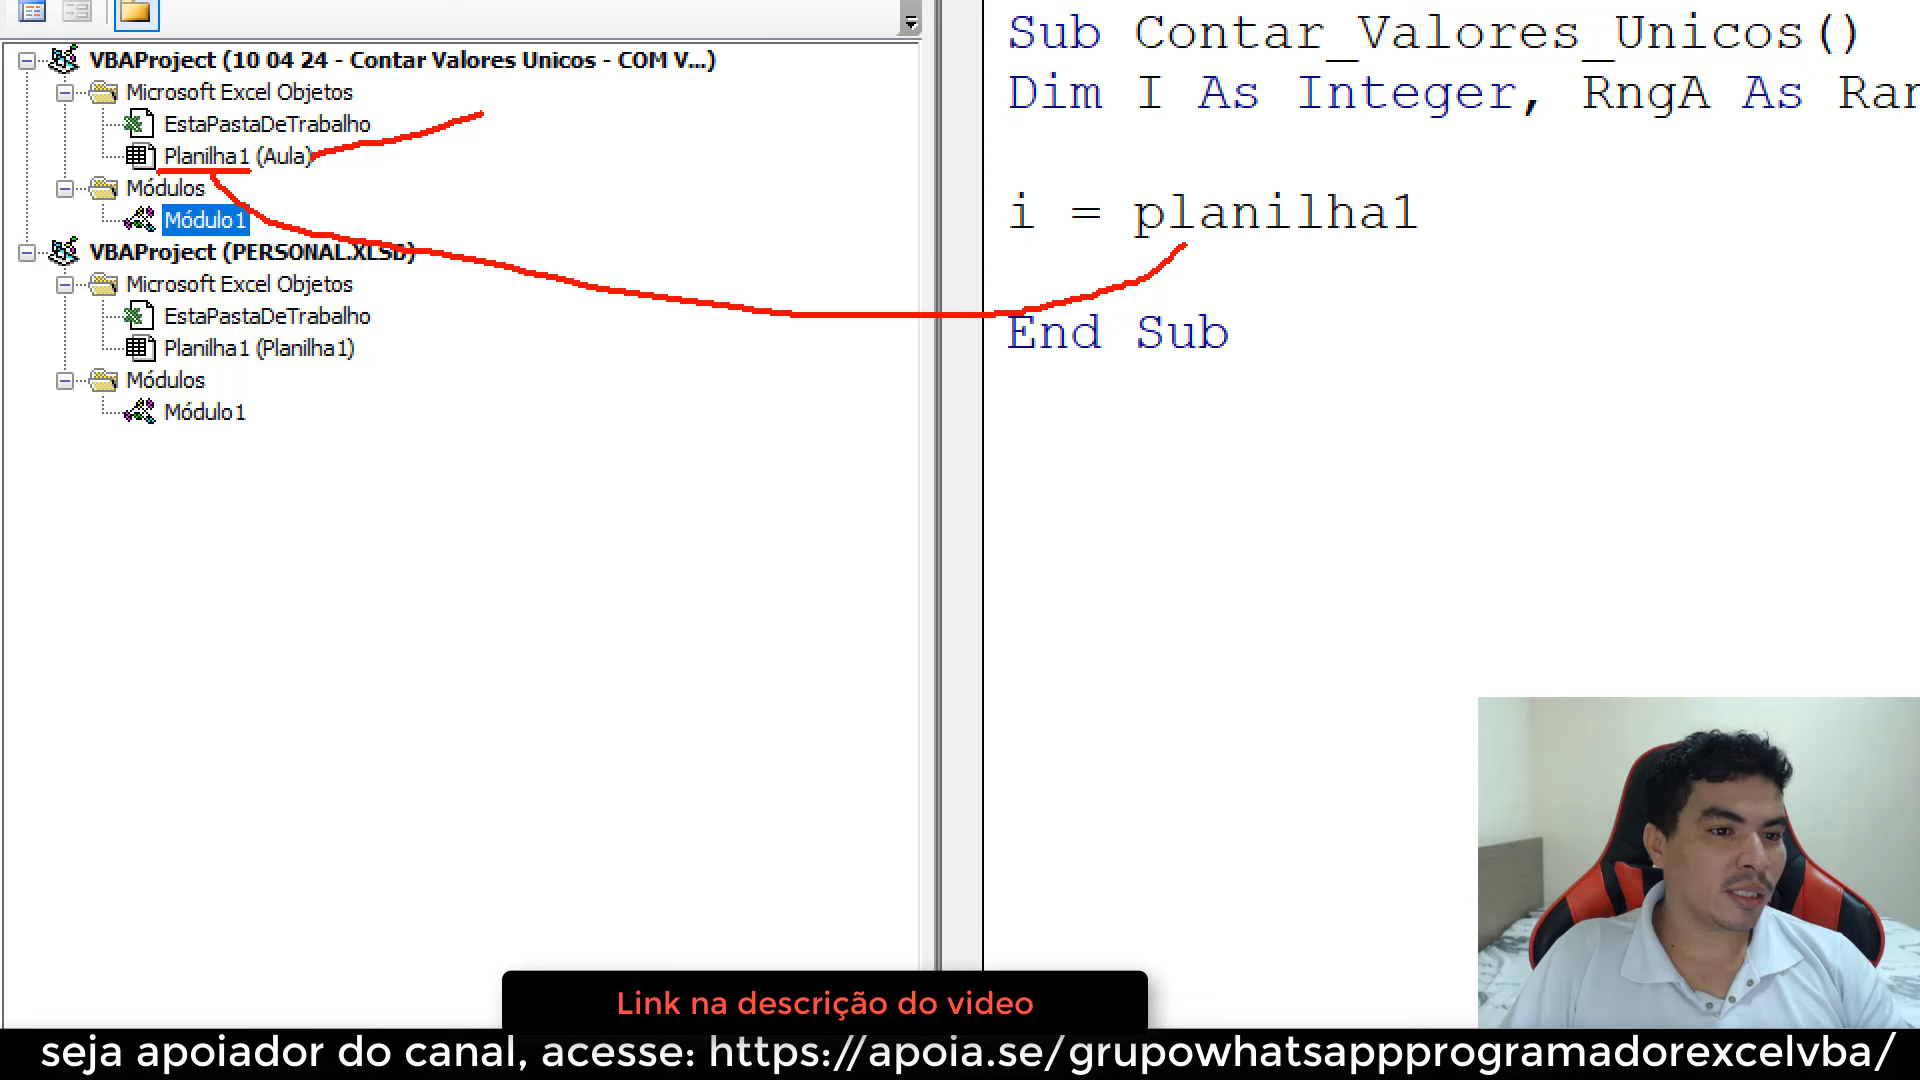 VBAProject (10 04 24 - Contar Valores Unicos - COM V...)
Microsoft Excel Objetos
EstaPastaDeTrabalho
Planilha1 (Aula)
Módulos
Módulo1
VBAProject (PERSONAL.XLSB)
Microsoft Excel Objetos
EstaPastaDeTrabalho
Planilha1 (Planilha1)
Módulos
Módulo1
Sub Contar_Valores_Unicos()
Dim I As Integer, RngA As Ran
i = planilha1
End Sub
Link na descrição do video
seja apoiador do canal, acesse: https://apoia.se/grupowhatsappprogramadorexcelvba/